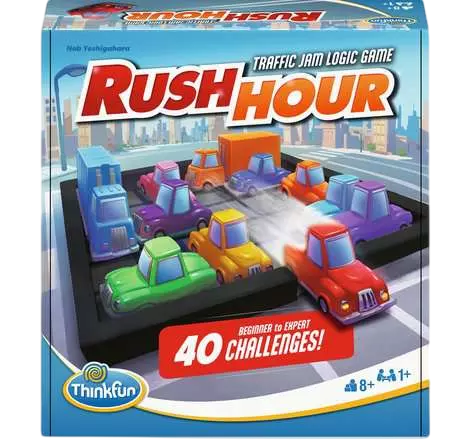 Nob Yoshigahara
TRAFFIC JAM LOGIC GAME
RUSH HOUR
BEGINNER to EXPERT
40 CHALLENGES!
Thinkfun
8+ 1+